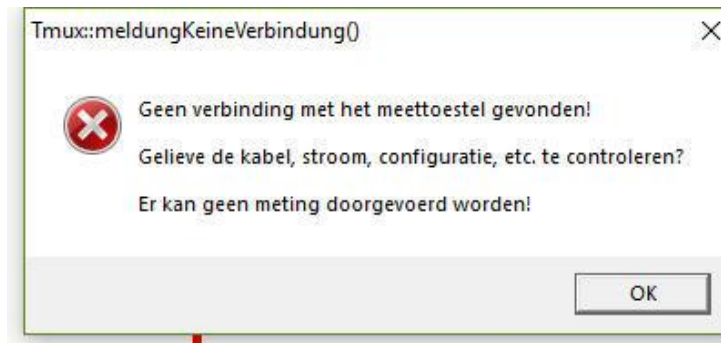 Tmux::meldungKeineVerbindung()
Geen verbinding met het meettoestel gevonden!
Gelieve de kabel, stroom, configuratie, etc. te controleren?
Er kan geen meting doorgevoerd worden!
OK